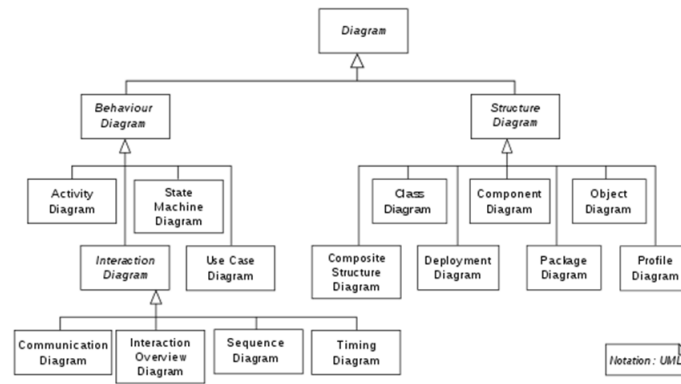 Diagram
Behaviour
Diagram
Structure
Diagram
Activity
Diagram
State
Machine
Diagram
Class
Diagram
Component
Diagram
Object
Diagram
Interaction
Diagram
Use Case
Diagram
Composite
Structure
Diagram
Deployment
Diagram
Package
Diagram
Profile
Diagram
Communication
Diagram
Interaction
Overview
Diagram
Sequence
Diagram
Timing
Diagram
Notation : UML